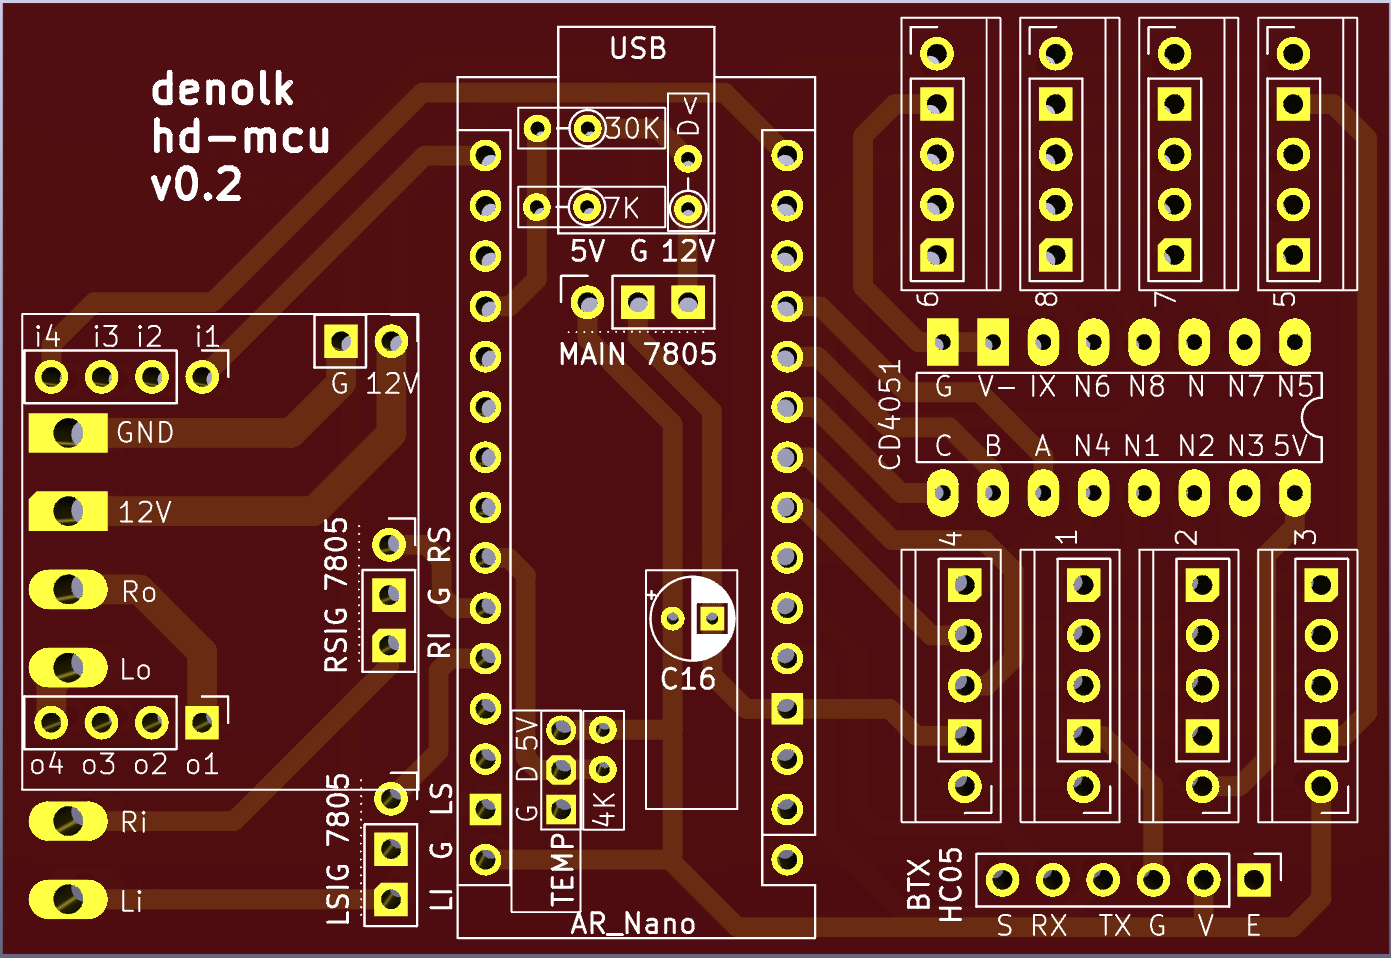 denolk
hd-mcu
v0.2
USB
30K
D<
7K
5V G 12V
MAIN 7805
i4 i3 i2 i1
G 12V
GND
12V
Ro
Lo
o4 o3 o2 o1
Ri
Li
RSIG 7805
RI G RS
LSIG 7805
LI G LS
+
C16
G D 5V
4K
TEMP
AR_Nano
6 8 7 5
CD4051
G V- IX N6 N8 N N7 N5
C B A N4 N1 N2 N3 5V
4 1 2 3
BTX
HC05
S RX TX G V E